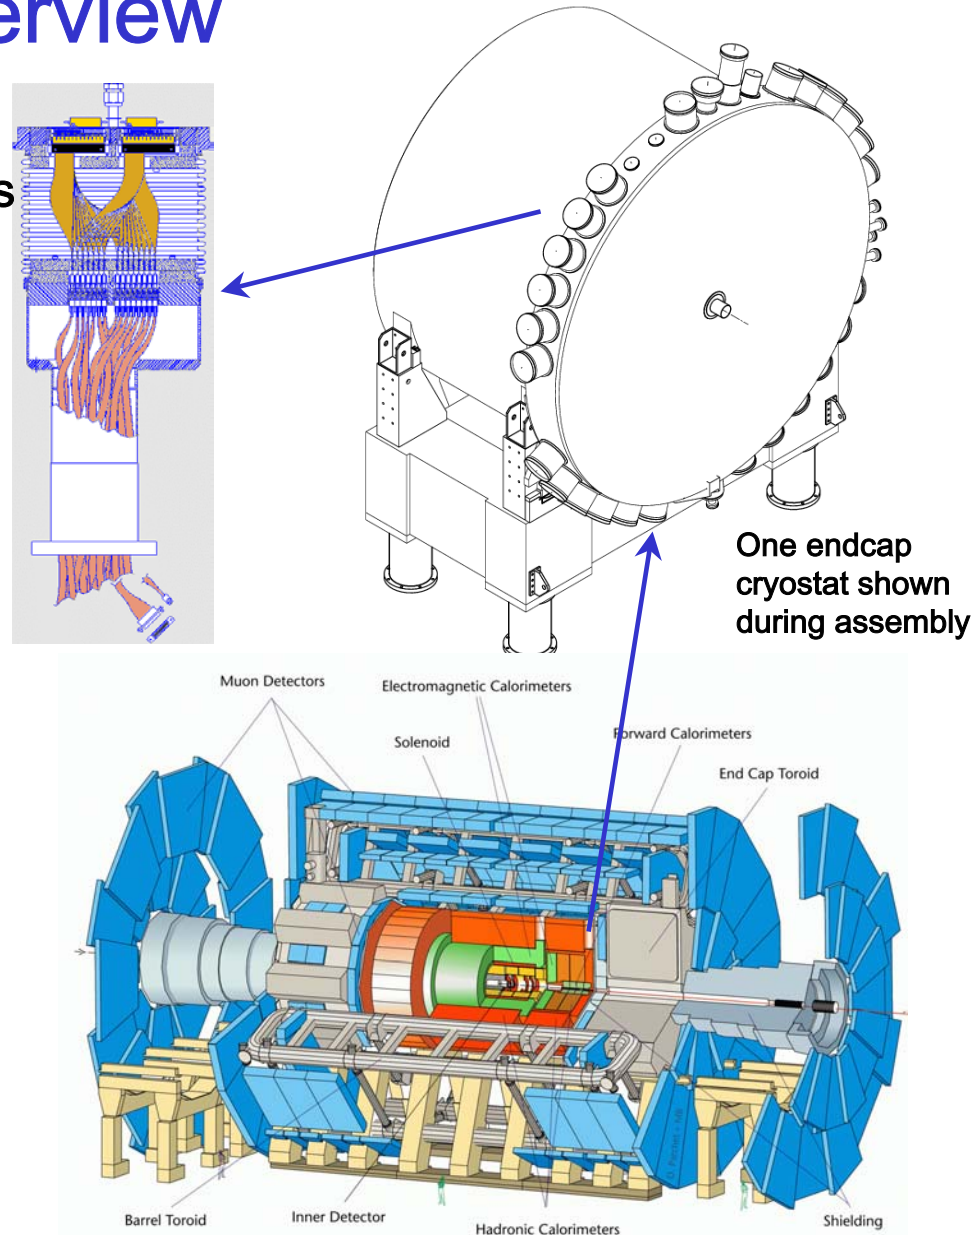 erview
s
One endcap
cryostat shown
during assembly
Muon Detectors
Electromagnetic Calorimeters
Solenoid
Forward Calorimeters
End Cap Toroid
Barrel Toroid
Inner Detector
Hadronic Calorimeters
Shielding